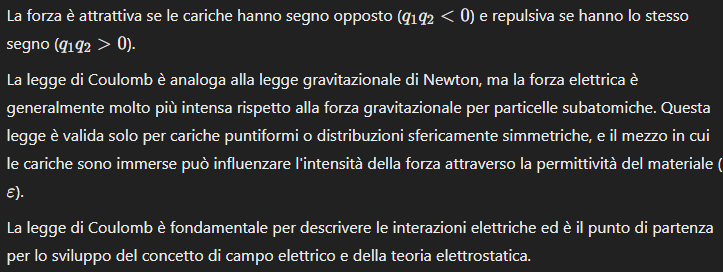 La forza è attrattiva se le cariche hanno segno opposto (q₁q₂ < 0) e repulsiva se hanno lo stesso
segno (q₁q₂ > 0).
La legge di Coulomb è analoga alla legge gravitazionale di Newton, ma la forza elettrica è
generalmente molto più intensa rispetto alla forza gravitazionale per particelle subatomiche. Questa
legge è valida solo per cariche puntiformi o distribuzioni sfericamente simmetriche, e il mezzo in cui
le cariche sono immerse può influenzare l'intensità della forza attraverso la permittività del materiale (
ε).
La legge di Coulomb è fondamentale per descrivere le interazioni elettriche ed è il punto di partenza
per lo sviluppo del concetto di campo elettrico e della teoria elettrostatica.